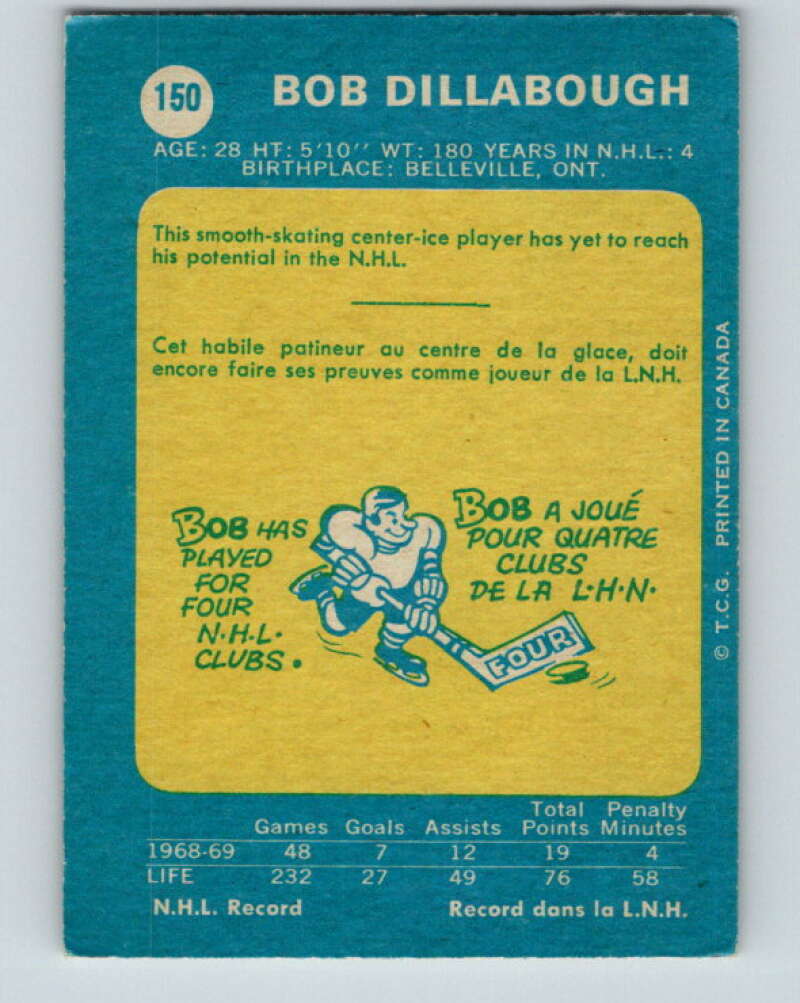 150
BOB DILLABOUGH
AGE: 28 HT: 5'10'' WT: 180 YEARS IN N.H.L.: 4
BIRTHPLACE: BELLEVILLE, ONT.
This smooth-skating center-ice player has yet to reach
his potential in the N.H.L.
Cet habile patineur au centre de la glace, doit
encore faire ses preuves comme joueur de la L.N.H.
BOB HAS
PLAYED
FOR
FOUR
N·H·L·
CLUBS.
BOB A JOUÉ
POUR QUATRE
CLUBS
DE LA L·H·N·
FOUR
© T.C.G. PRINTED IN CANADA
Total Penalty
Games Goals Assists Points Minutes
1968-69 48 7 12 19 4
LIFE 232 27 49 76 58
N.H.L. Record Record dans la L.N.H.